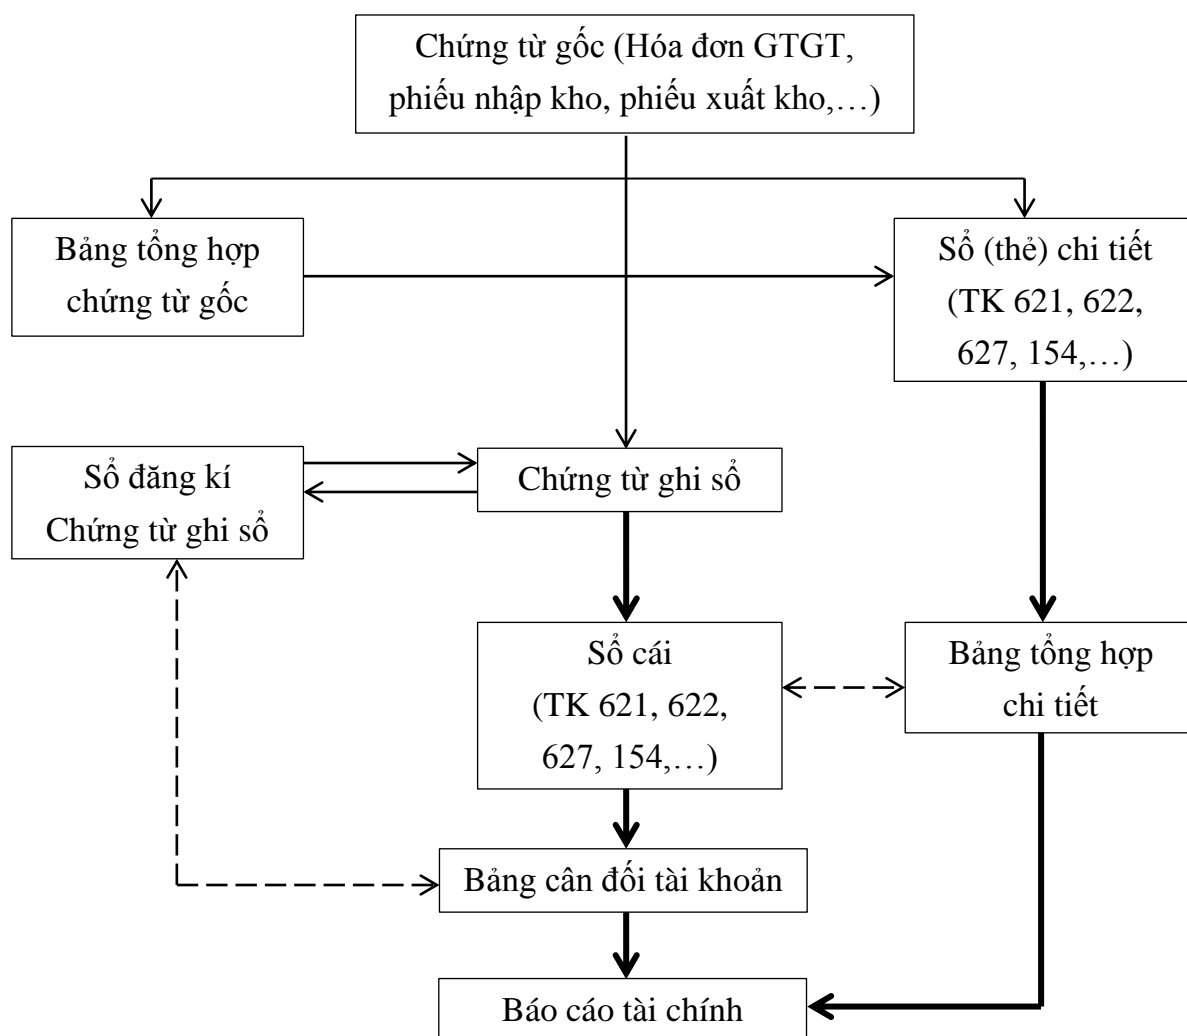 Chứng từ gốc (Hóa đơn GTGT,
phiếu nhập kho, phiếu xuất kho,…)
Bảng tổng hợp
chứng từ gốc
Sổ (thẻ) chi tiết
(TK 621, 622,
627, 154,…)
Sổ đăng kí
Chứng từ ghi sổ
Chứng từ ghi sổ
Sổ cái
(TK 621, 622,
627, 154,…)
Bảng tổng hợp
chi tiết
Bảng cân đối tài khoản
Báo cáo tài chính